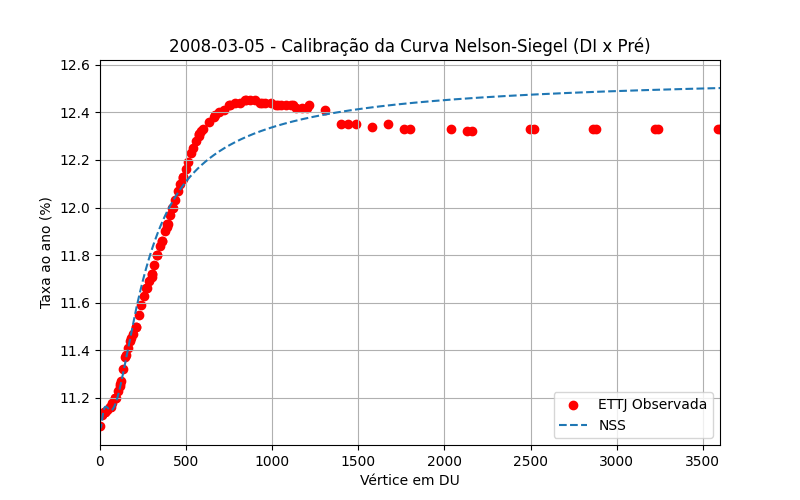 2008-03-05 - Calibração da Curva Nelson-Siegel (DI x Pré)
12.6
12.4
12.2
12.0
11.8
11.6
11.4
11.2
Taxa ao ano (%)
ETTJ Observada
NSS
0 500 1000 1500 2000 2500 3000 3500
Vértice em DU